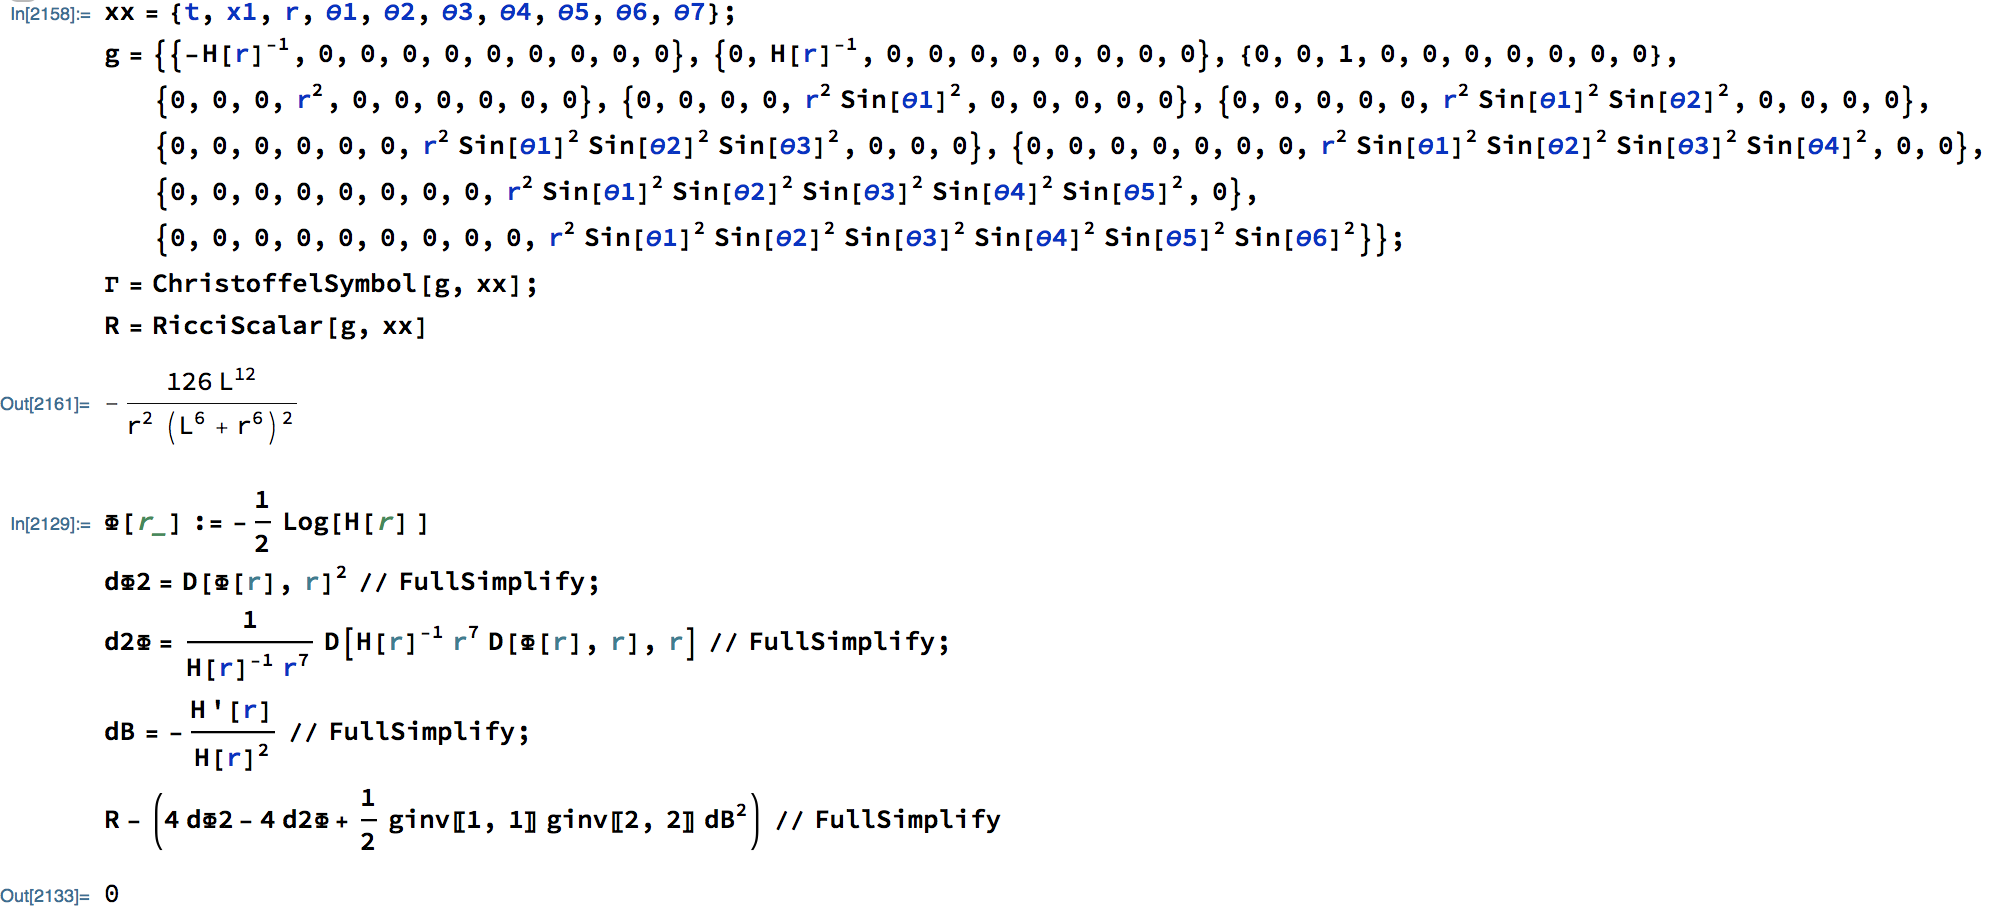 In[2158]:= xx = {t, x1, r, θ1, θ2, θ3, θ4, θ5, θ6, θ7};
g = {{-H[r]^-1, 0, 0, 0, 0, 0, 0, 0, 0, 0}, {0, H[r]^-1, 0, 0, 0, 0, 0, 0, 0, 0}, {0, 0, 1, 0, 0, 0, 0, 0, 0, 0},
{0, 0, 0, r^2, 0, 0, 0, 0, 0, 0}, {0, 0, 0, 0, r^2 Sin[θ1]^2, 0, 0, 0, 0, 0}, {0, 0, 0, 0, 0, r^2 Sin[θ1]^2 Sin[θ2]^2, 0, 0, 0, 0},
{0, 0, 0, 0, 0, 0, r^2 Sin[θ1]^2 Sin[θ2]^2 Sin[θ3]^2, 0, 0, 0}, {0, 0, 0, 0, 0, 0, 0, r^2 Sin[θ1]^2 Sin[θ2]^2 Sin[θ3]^2 Sin[θ4]^2, 0, 0},
{0, 0, 0, 0, 0, 0, 0, 0, r^2 Sin[θ1]^2 Sin[θ2]^2 Sin[θ3]^2 Sin[θ4]^2 Sin[θ5]^2, 0},
{0, 0, 0, 0, 0, 0, 0, 0, 0, r^2 Sin[θ1]^2 Sin[θ2]^2 Sin[θ3]^2 Sin[θ4]^2 Sin[θ5]^2 Sin[θ6]^2}};
Γ = ChristoffelSymbol[g, xx];
R = RicciScalar[g, xx]
Out[2161]= - 126 L^12 / (r^2 (L^6 + r^6)^2)
In[2129]:= Φ[r_] := - 1/2 Log[H[r] ]
dΦ2 = D[Φ[r], r]^2 // FullSimplify;
d2Φ = 1/(H[r]^-1 r^7) D[H[r]^-1 r^7 D[Φ[r], r], r] // FullSimplify;
dB = - H'[r]/H[r]^2 // FullSimplify;
R - (4 dΦ2 - 4 d2Φ + 1/2 ginv〚1, 1〛 ginv〚2, 2〛 dB^2) // FullSimplify
Out[2133]= 0